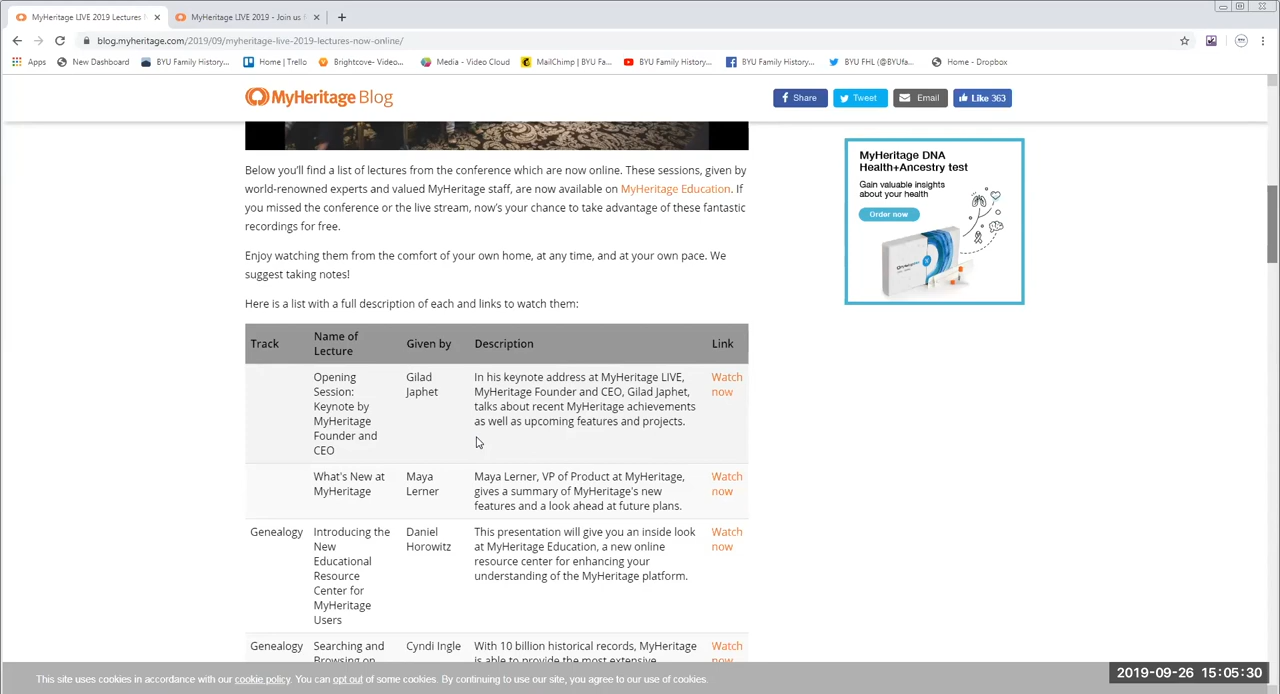 MyHeritage LIVE 2019 Lectures
MyHeritage LIVE 2019 - Join us
blog.myheritage.com/2019/09/myheritage-live-2019-lectures-now-online/
Apps New Dashboard BYU Family History... Home | Trello Brightcove- Video... Media - Video Cloud MailChimp | BYU Fa... BYU Family History... BYU Family History... BYU FHL (@BYUfa... Home - Dropbox
MyHeritage Blog
Share Tweet Email Like 363
Below you'll find a list of lectures from the conference which are now online. These sessions, given by
world-renowned experts and valued MyHeritage staff, are now available on MyHeritage Education. If
you missed the conference or the live stream, now's your chance to take advantage of these fantastic
recordings for free.
Enjoy watching them from the comfort of your own home, at any time, and at your own pace. We
suggest taking notes!
Here is a list with a full description of each and links to watch them:
MyHeritage DNA
Health+Ancestry test
Gain valuable insights
about your health
Order now
Track
Name of
Lecture
Given by
Description
Link
Opening
Session:
Keynote by
MyHeritage
Founder and
CEO
Gilad
Japhet
In his keynote address at MyHeritage LIVE,
MyHeritage Founder and CEO, Gilad Japhet,
talks about recent MyHeritage achievements
as well as upcoming features and projects.
Watch
now
What's New at
MyHeritage
Maya
Lerner
Maya Lerner, VP of Product at MyHeritage,
gives a summary of MyHeritage's new
features and a look ahead at future plans.
Watch
now
Genealogy
Introducing the
New
Educational
Resource
Center for
MyHeritage
Users
Daniel
Horowitz
This presentation will give you an inside look
at MyHeritage Education, a new online
resource center for enhancing your
understanding of the MyHeritage platform.
Watch
now
Genealogy
Searching and
Browsing on
Cyndi Ingle
With 10 billion historical records, MyHeritage
is able to provide the most extensive
Watch
now
This site uses cookies in accordance with our cookie policy. You can opt out of some cookies. By continuing to use our site, you agree to our use of cookies.
2019-09-26 15:05:30